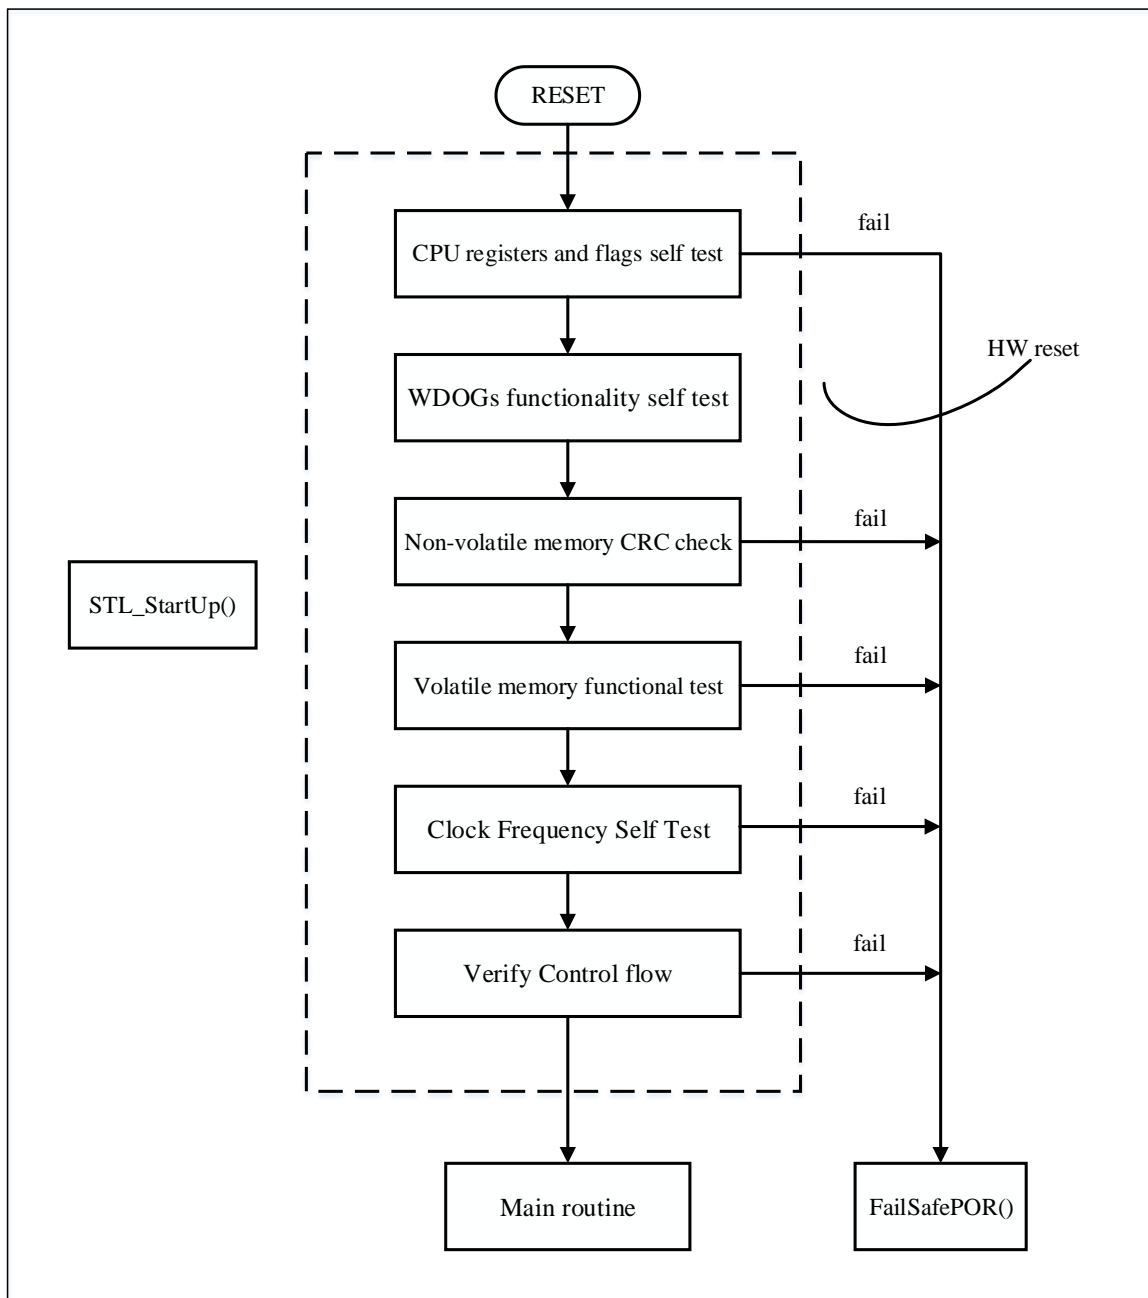 RESET
CPU registers and flags self test
fail
HW reset
WDOGs functionality self test
Non-volatile memory CRC check
fail
STL_StartUp()
Volatile memory functional test
fail
Clock Frequency Self Test
fail
Verify Control flow
fail
Main routine
FailSafePOR()